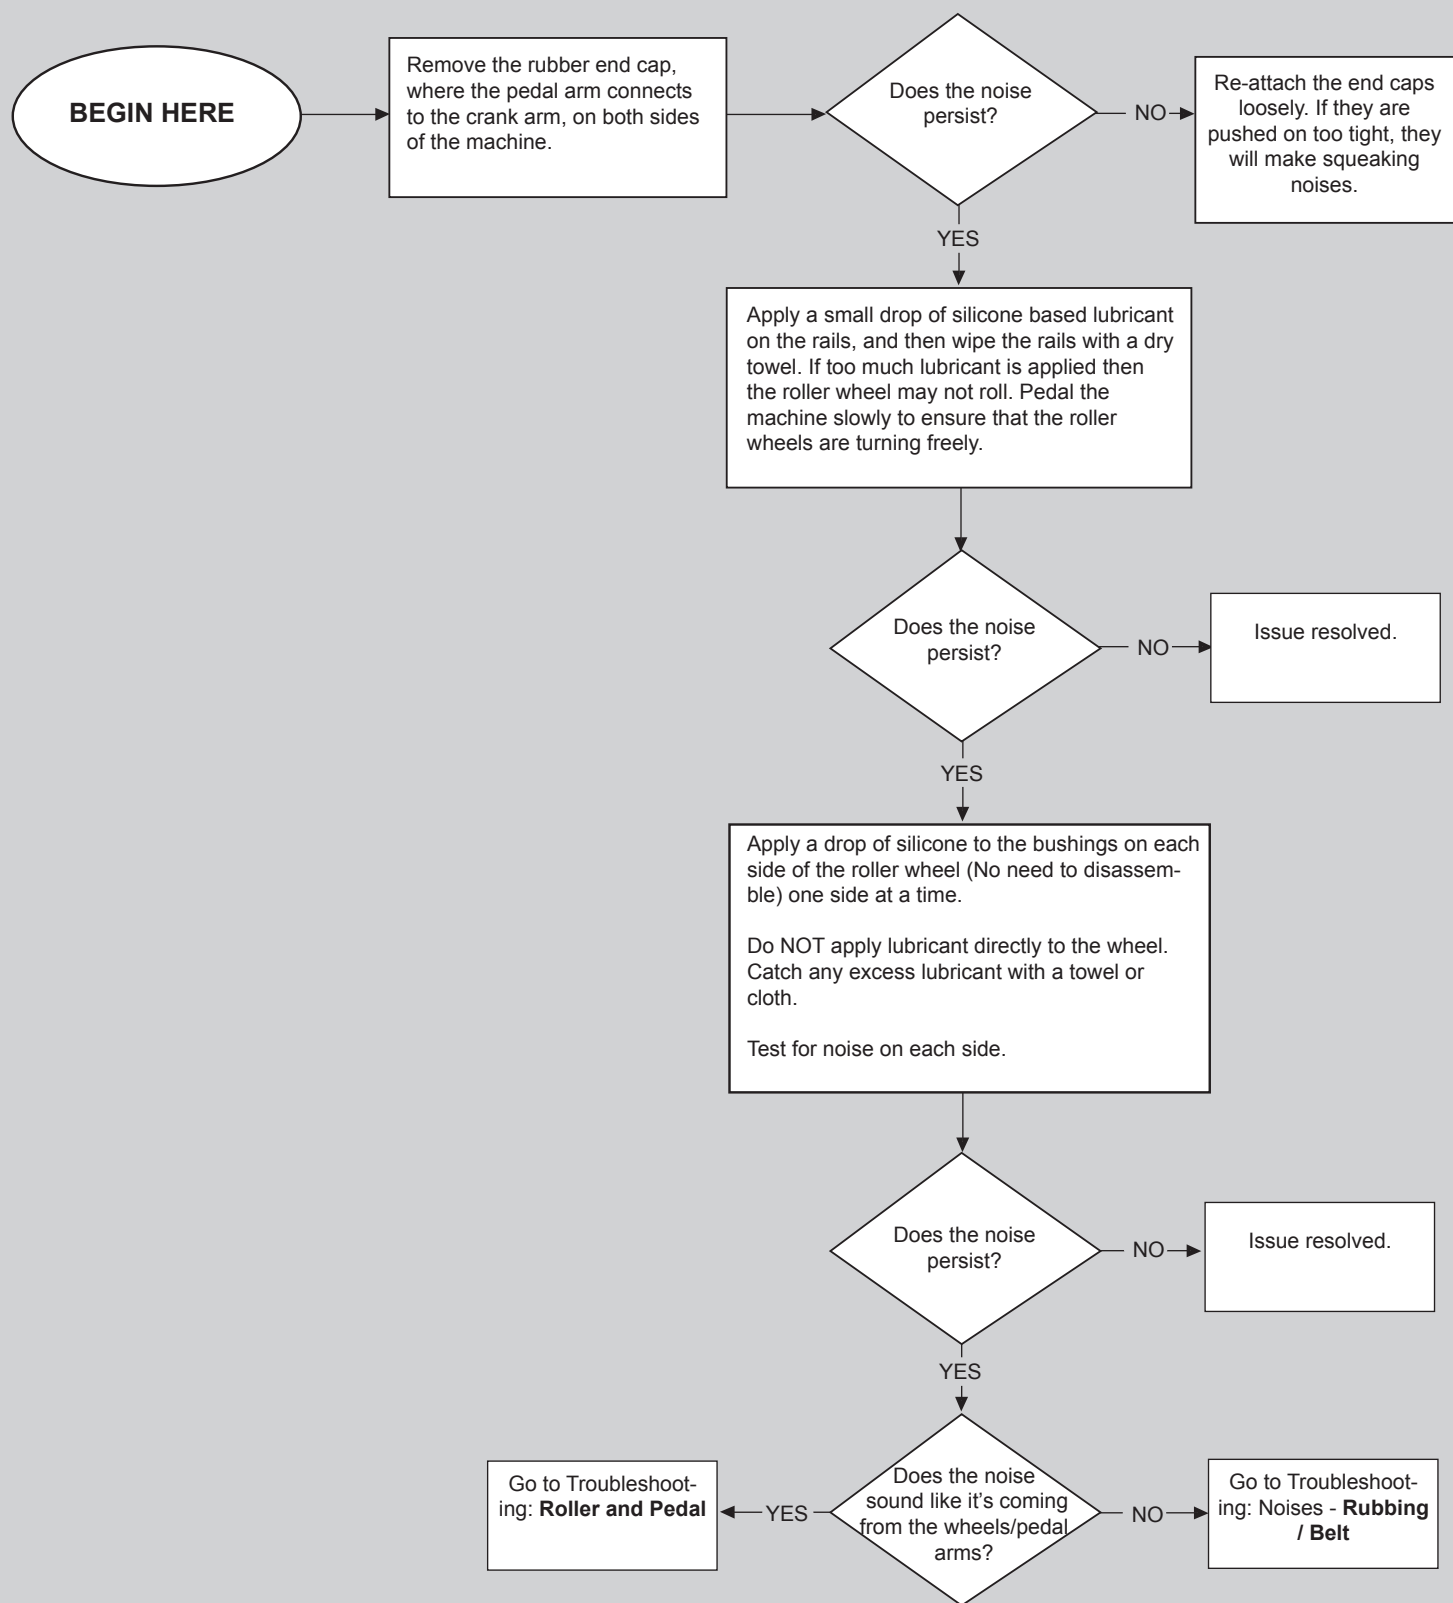 BEGIN HERE
Remove the rubber end cap,
where the pedal arm connects
to the crank arm, on both sides
of the machine.
Does the noise
persist?
NO
Re-attach the end caps
loosely. If they are
pushed on too tight, they
will make squeaking
noises.
YES
Apply a small drop of silicone based lubricant
on the rails, and then wipe the rails with a dry
towel. If too much lubricant is applied then
the roller wheel may not roll. Pedal the
machine slowly to ensure that the roller
wheels are turning freely.
Does the noise
persist?
NO
Issue resolved.
YES
Apply a drop of silicone to the bushings on each
side of the roller wheel (No need to disassem-
ble) one side at a time.
Do NOT apply lubricant directly to the wheel.
Catch any excess lubricant with a towel or
cloth.
Test for noise on each side.
Does the noise
persist?
NO
Issue resolved.
YES
Does the noise
sound like it's coming
from the wheels/pedal
arms?
YES
Go to Troubleshoot-
ing: Roller and Pedal
NO
Go to Troubleshoot-
ing: Noises - Rubbing
/ Belt